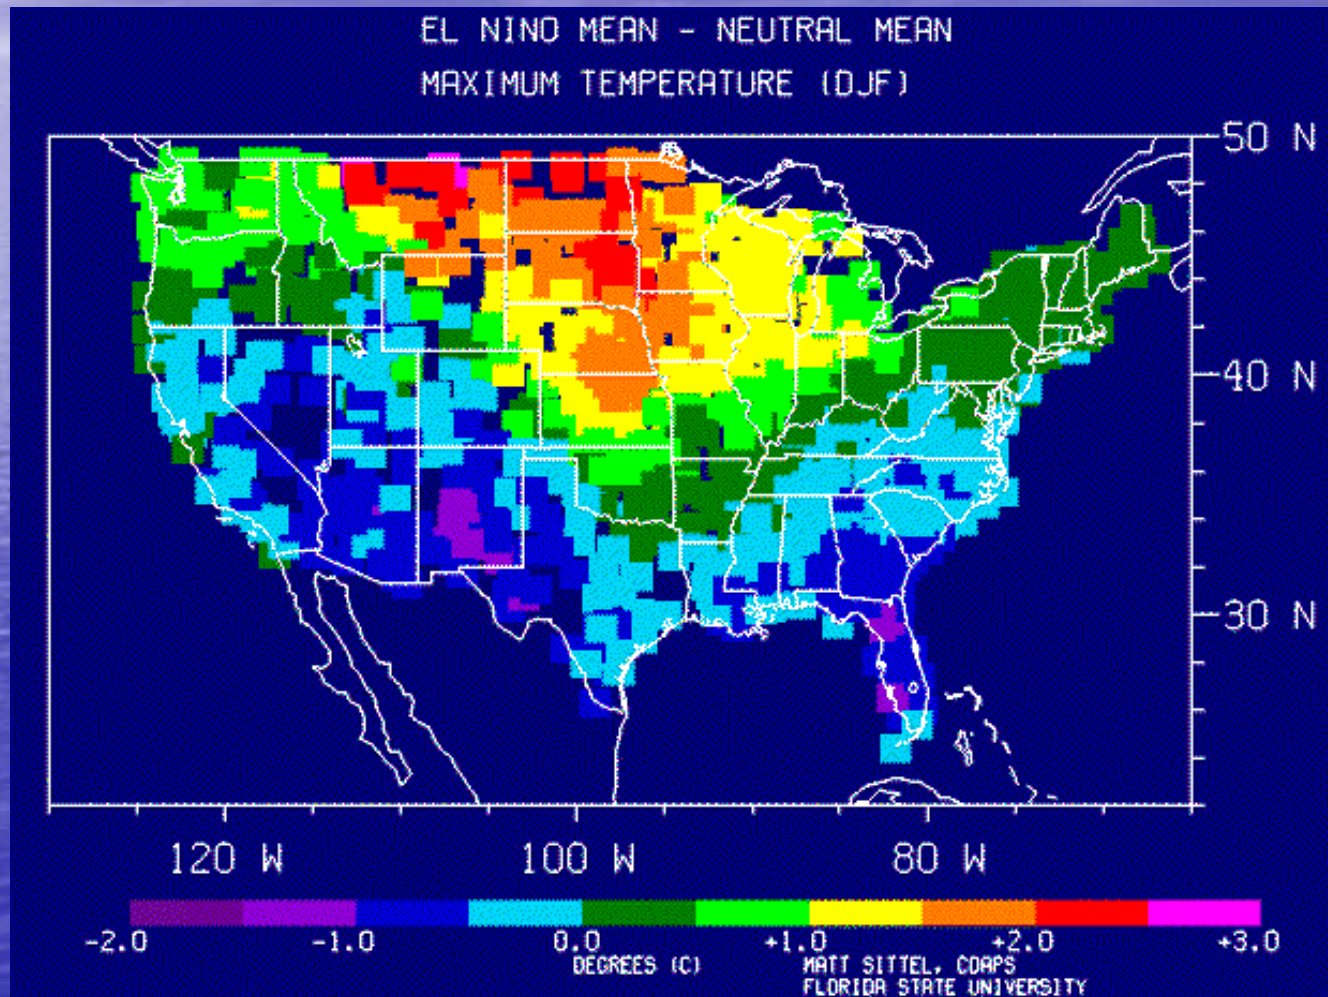 EL NINO MEAN - NEUTRAL MEAN
MAXIMUM TEMPERATURE (DJF)
50 N
40 N
30 N
120 W 100 W 80 W
-2.0 -1.0 0.0 +1.0 +2.0 +3.0
DEGREES (C)
MATT SITTEL, COAPS
FLORIDA STATE UNIVERSITY